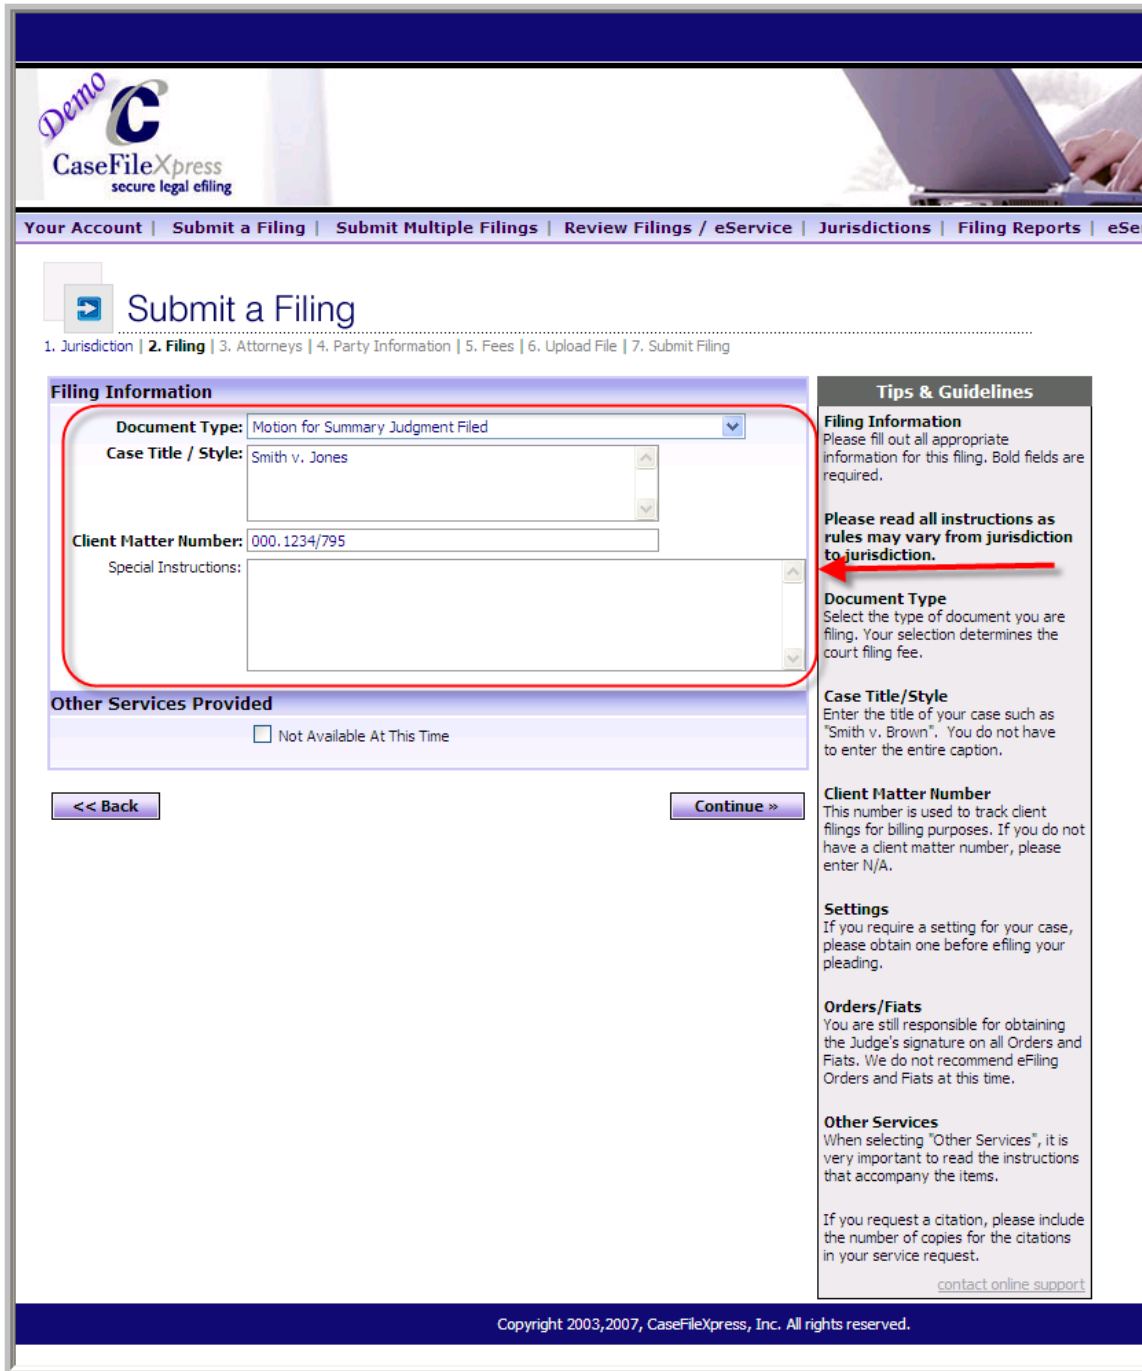 Demo
C
CaseFileXpress
secure legal efiling
Your Account | Submit a Filing | Submit Multiple Filings | Review Filings / eService | Jurisdictions | Filing Reports | eSe
Submit a Filing
1. Jurisdiction | 2. Filing | 3. Attorneys | 4. Party Information | 5. Fees | 6. Upload File | 7. Submit Filing
Filing Information
Document Type: Motion for Summary Judgment Filed
Case Title / Style: Smith v. Jones
Client Matter Number: 000.1234/795
Special Instructions:
Other Services Provided
Not Available At This Time
<< Back
Continue »
Tips & Guidelines
Filing Information
Please fill out all appropriate
information for this filing. Bold fields are
required.
Please read all instructions as
rules may vary from jurisdiction
to jurisdiction.
Document Type
Select the type of document you are
filing. Your selection determines the
court filing fee.
Case Title/Style
Enter the title of your case such as
"Smith v. Brown". You do not have
to enter the entire caption.
Client Matter Number
This number is used to track client
filings for billing purposes. If you do not
have a client matter number, please
enter N/A.
Settings
If you require a setting for your case,
please obtain one before efiling your
pleading.
Orders/Fiats
You are still responsible for obtaining
the Judge's signature on all Orders and
Fiats. We do not recommend eFiling
Orders and Fiats at this time.
Other Services
When selecting "Other Services", it is
very important to read the instructions
that accompany the items.
If you request a citation, please include
the number of copies for the citations
in your service request.
contact online support
Copyright 2003,2007, CaseFileXpress, Inc. All rights reserved.